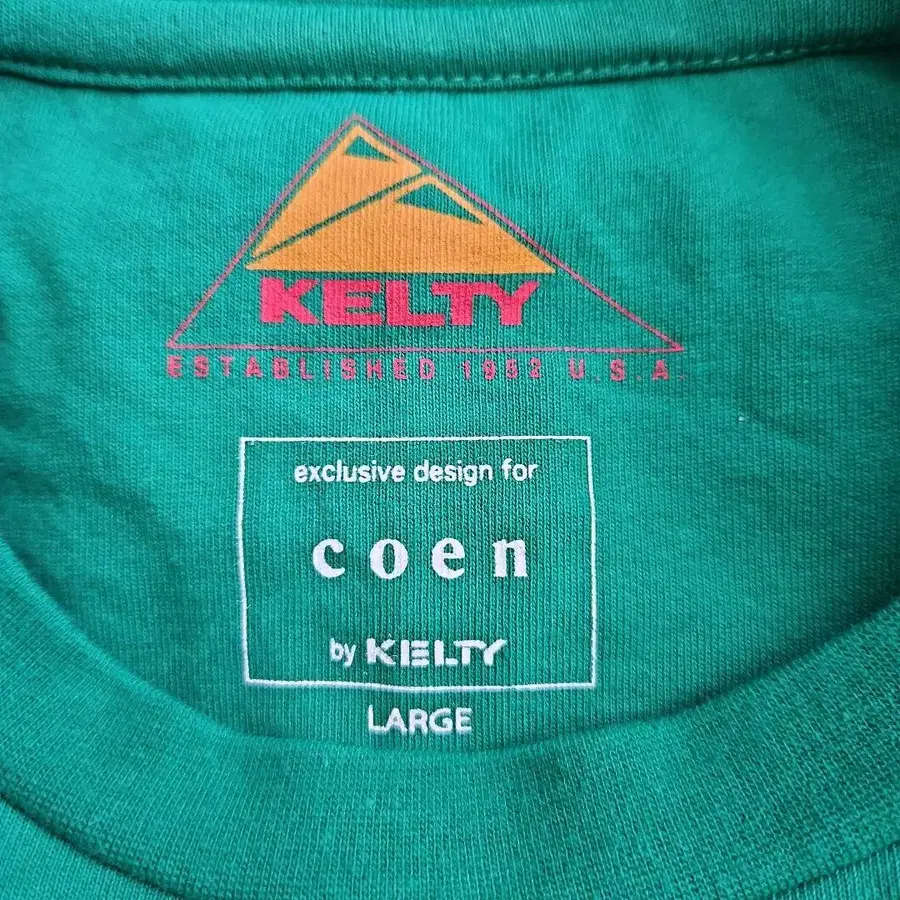 KELTY
ESTABLISHED 1952 U.S.A.
exclusive design for
coen
by KELTY
LARGE